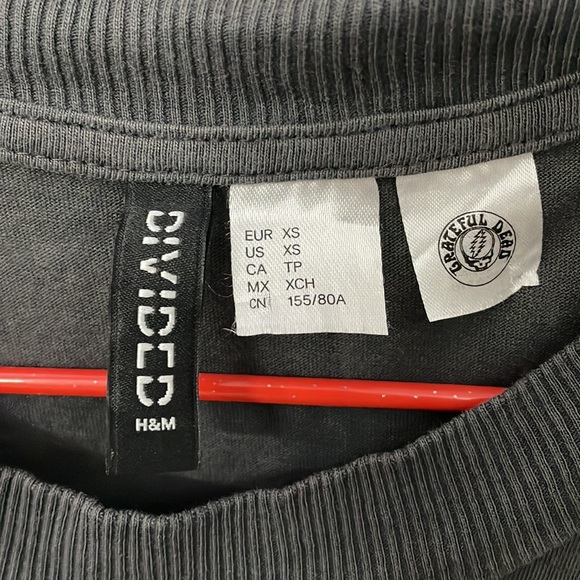 DIVIDED
H&M
EUR XS
US XS
CA TP
MX XCH
CN 155/80A
GRATEFUL DEAD